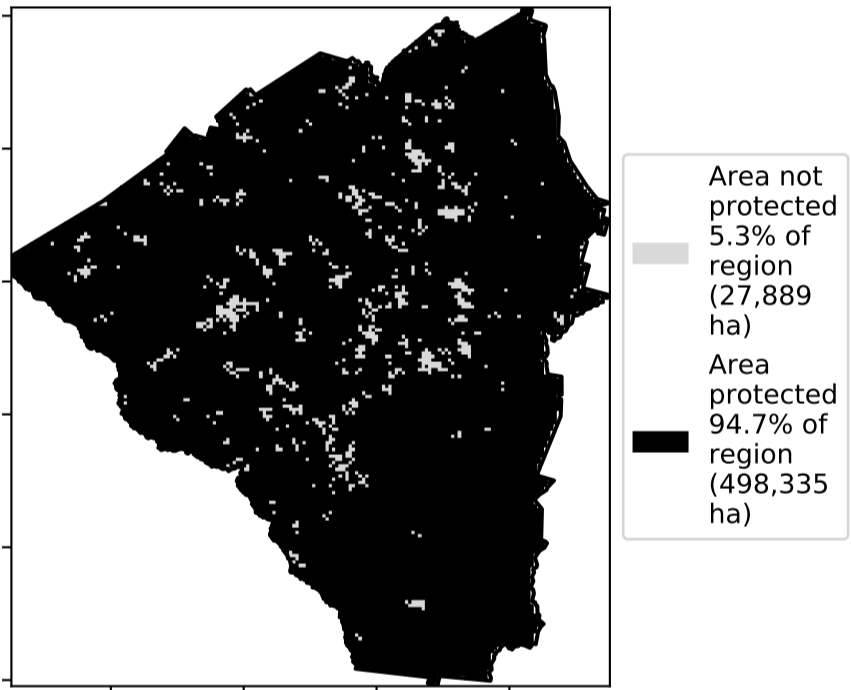 Area not
protected
5.3% of
region
(27,889
ha)
Area
protected
94.7% of
region
(498,335
ha)